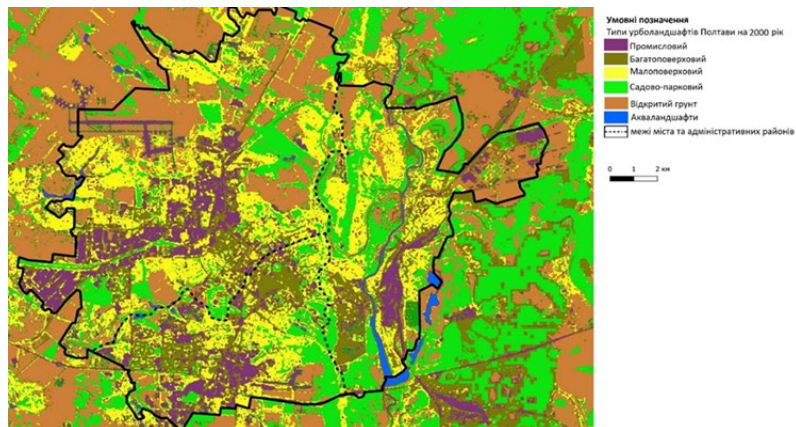 Умовні позначення
Типи урболандшафтів Полтави на 2000 рік
Промисловий
Багатоповерховий
Малоповерховий
Садово-парковий
Відкритий грунт
Акваландшафти
межі міста та адміністративних районів
0 1 2 км